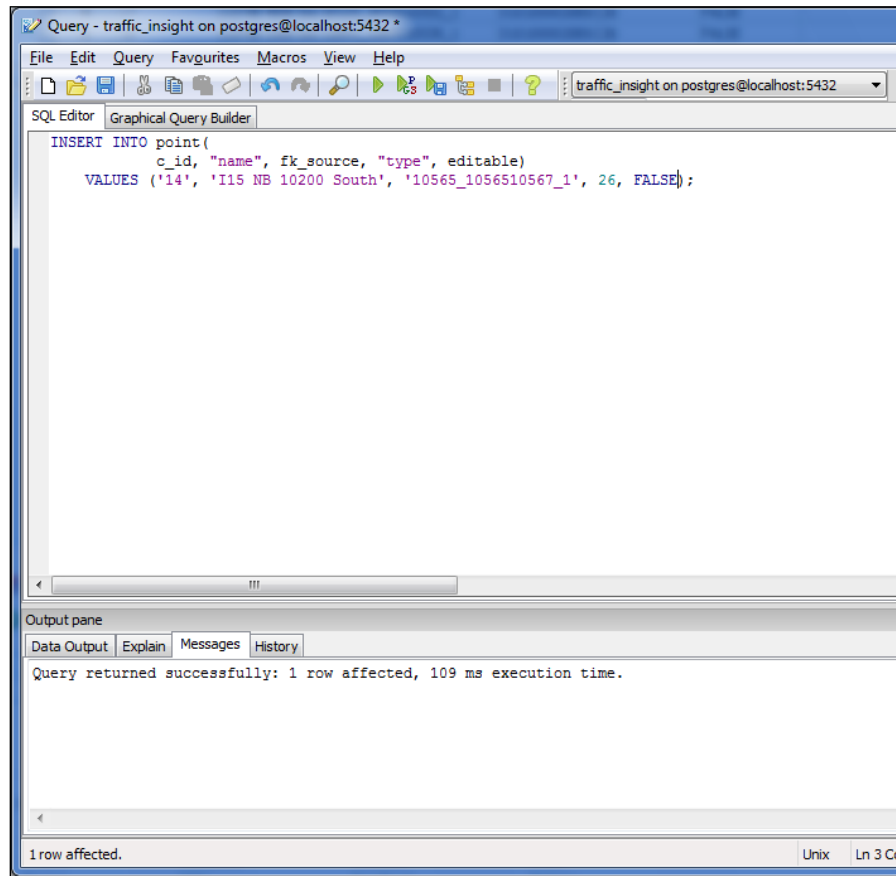 Query - traffic_insight on postgres@localhost:5432 *
File Edit Query Favourites Macros View Help
traffic_insight on postgres@localhost:5432
SQL Editor Graphical Query Builder
INSERT INTO point(
c_id, "name", fk_source, "type", editable)
VALUES ('14', 'I15 NB 10200 South', '10565_1056510567_1', 26, FALSE);
Output pane
Data Output Explain Messages History
Query returned successfully: 1 row affected, 109 ms execution time.
1 row affected. Unix Ln 3 Co